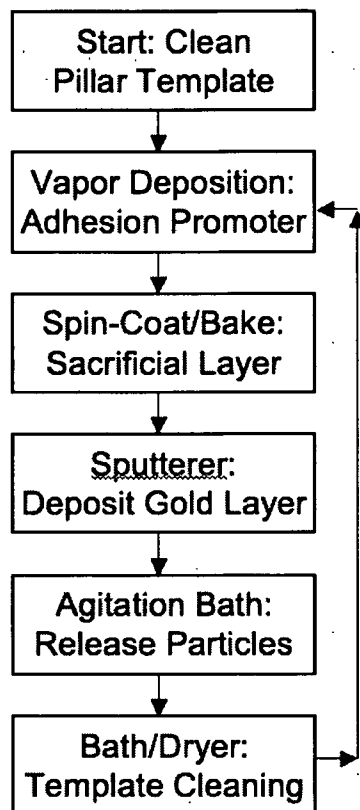 Start: Clean
Pillar Template
Vapor Deposition:
Adhesion Promoter
Spin-Coat/Bake:
Sacrificial Layer
Sputterer:
Deposit Gold Layer
Agitation Bath:
Release Particles
Bath/Dryer:
Template Cleaning